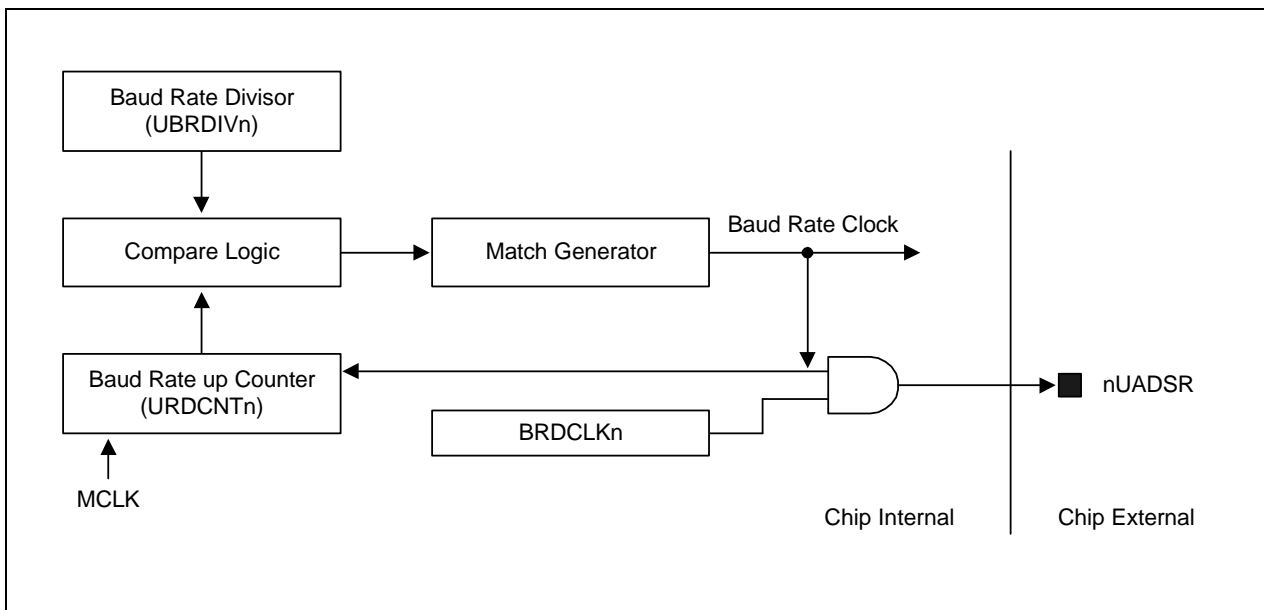 Baud Rate Divisor
(UBRDIVn)
Compare Logic
Match Generator
Baud Rate Clock
Baud Rate up Counter
(URDCNTn)
BRDCLKn
nUADSR
MCLK
Chip Internal
Chip External